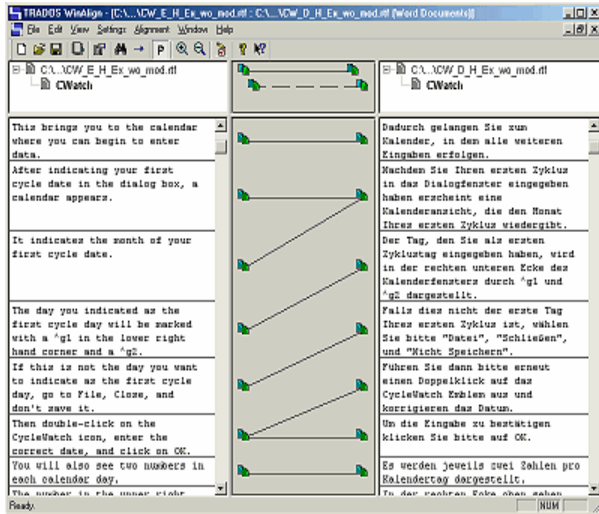 TRADOS WinAlign - [C:\...\CW_E_H_Ex_wo_mod.rtf : C:\...\CW_D_H_Ex_wo_mod.rtf (Word Documents)]
File Edit View Settings Alignment Window Help
C:\...\CW_E_H_Ex_wo_mod.rtf
CWatch
C:\...\CW_D_H_Ex_wo_mod.rtf
CWatch
This brings you to the calendar
where you can begin to enter
data.
After indicating your first
cycle date in the dialog box, a
calendar appears.
It indicates the month of your
first cycle date.
The day you indicated as the
first cycle day will be marked
with a ^g1 in the lower right
hand corner and a ^g2.
If this is not the day you want
to indicate as the first cycle
day, go to File, Close, and
don't save it.
Then double-click on the
CycleWatch icon, enter the
correct date, and click on OK.
You will also see two numbers in
each calendar day.
The number in the upper right
Dadurch gelangen Sie zum
Kalender, in dem alle weiteren
Eingaben erfolgen.
Nachdem Sie Ihren ersten Zyklus
in das Dialogfenster eingegeben
haben erscheint eine
Kalenderansicht, die den Monat
Ihres ersten Zyklus wiedergibt.
Der Tag, den Sie als ersten
Zyklustag eingegeben haben, wird
in der rechten unteren Ecke des
Kalenderfensters durch ^g1 und
^g2 dargestellt.
Falls dies nicht der erste Tag
Ihres ersten Zyklus ist, wählen
Sie bitte "Datei", "Schließen",
und "Nicht Speichern".
Führen Sie dann bitte erneut
einen Doppelklick auf das
CycleWatch Emblem aus und
korrigieren das Datum.
Um die Eingabe zu bestätigen
klicken Sie bitte auf OK.
Es werden jeweils zwei Zahlen pro
Kalendertag dargestellt.
In der rechten Ecke oben sehen
Ready.
NUM